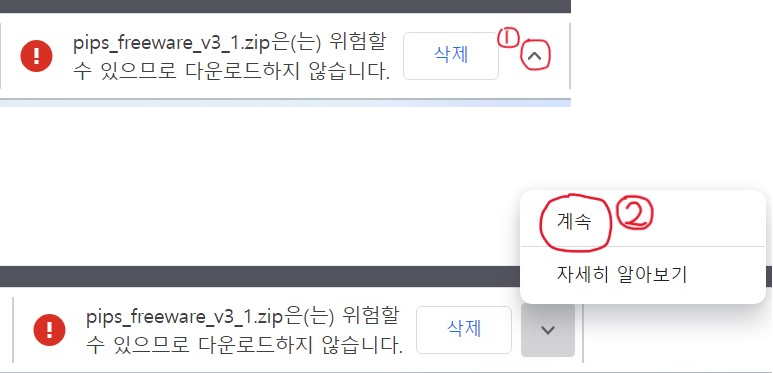 pips_freeware_v3_1.zip은(는) 위험할
수 있으므로 다운로드하지 않습니다.
삭제
①
계속
②
자세히 알아보기
pips_freeware_v3_1.zip은(는) 위험할
수 있으므로 다운로드하지 않습니다.
삭제